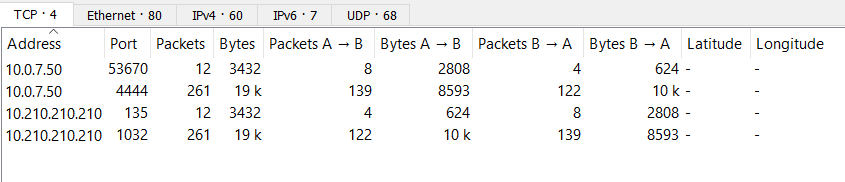 TCP · 4 Ethernet · 80 IPv4 · 60 IPv6 · 7 UDP · 68
Address Port Packets Bytes Packets A → B Bytes A → B Packets B → A Bytes B → A Latitude Longitude
10.0.7.50 53670 12 3432 8 2808 4 624 - -
10.0.7.50 4444 261 19 k 139 8593 122 10 k - -
10.210.210.210 135 12 3432 4 624 8 2808 - -
10.210.210.210 1032 261 19 k 122 10 k 139 8593 - -